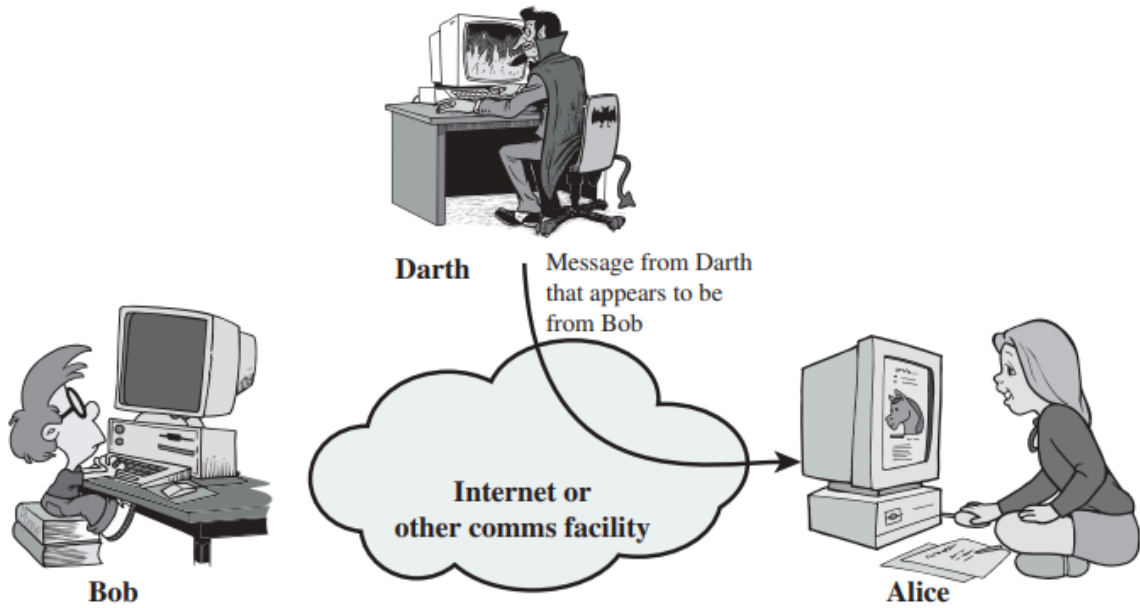 Darth
Message from Darth
that appears to be
from Bob
Internet or
other comms facility
Bob
Alice